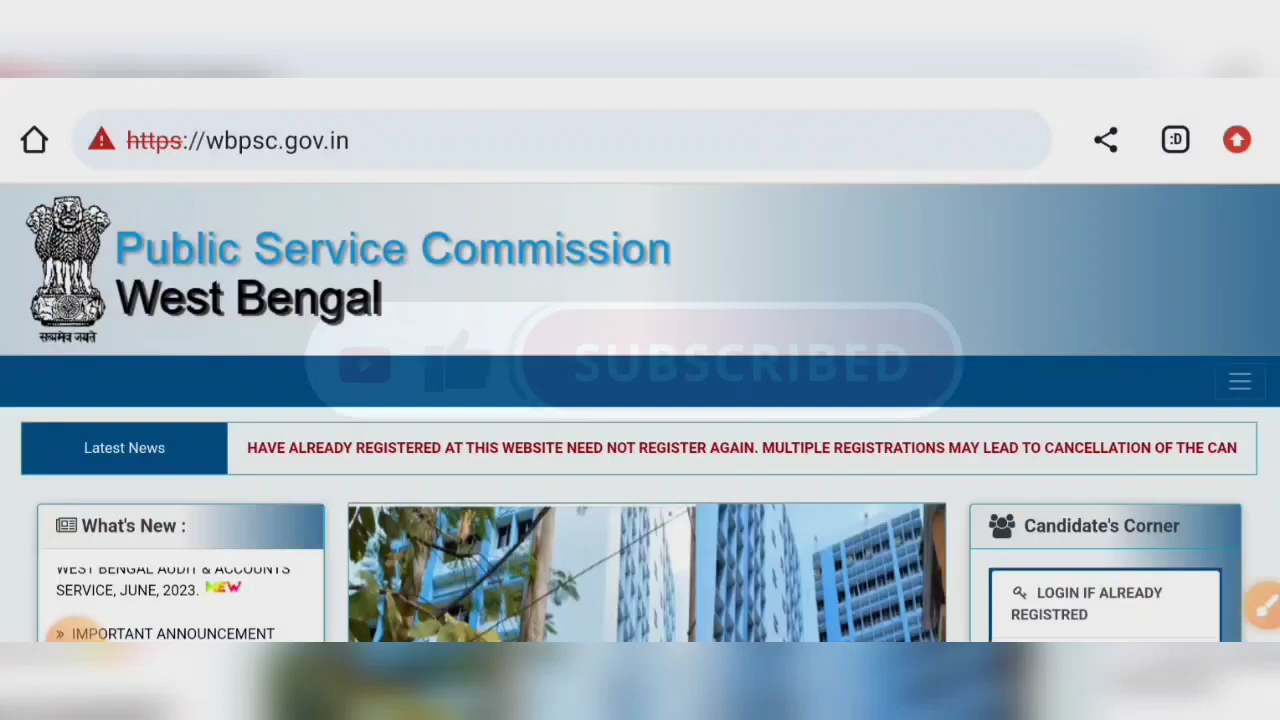 https://wbpsc.gov.in
:D
Public Service Commission
West Bengal
सत्यमेव जयते
SUBSCRIBED
Latest News
HAVE ALREADY REGISTERED AT THIS WEBSITE NEED NOT REGISTER AGAIN. MULTIPLE REGISTRATIONS MAY LEAD TO CANCELLATION OF THE CAN
What's New :
WEST BENGAL AUDIT & ACCOUNTS
SERVICE, JUNE, 2023. NEW
» IMPORTANT ANNOUNCEMENT
Candidate's Corner
LOGIN IF ALREADY
REGISTRED